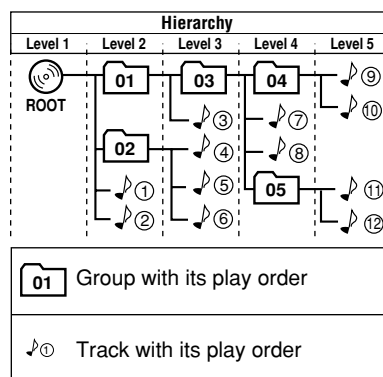 Hierarchy
Level 1 Level 2 Level 3 Level 4 Level 5
01 03 04 ⑨
ROOT ⑩
③ ⑦
02 ④ ⑧
① ⑤ 05 ⑪
② ⑥ ⑫
01 Group with its play order
① Track with its play order